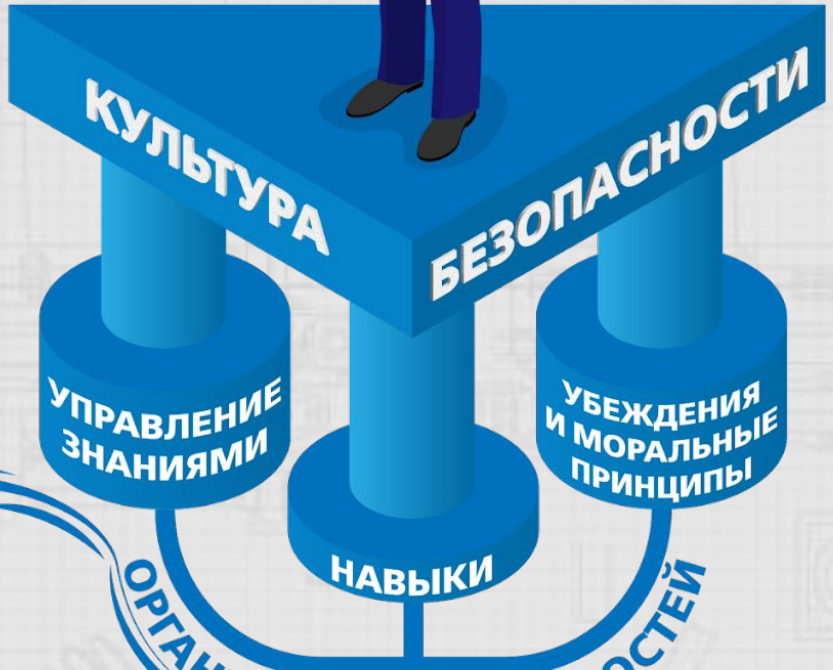 КУЛЬТУРА
БЕЗОПАСНОСТИ
УПРАВЛЕНИЕ
ЗНАНИЯМИ
НАВЫКИ
УБЕЖДЕНИЯ
И МОРАЛЬНЫЕ
ПРИНЦИПЫ